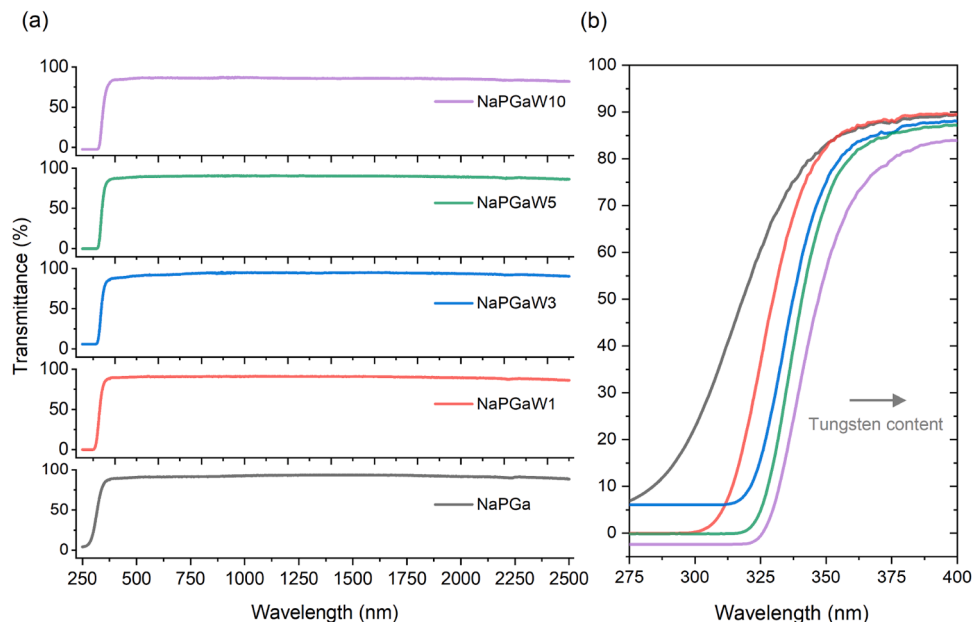 (a)
(b)
Transmittance (%)
100
50
0
NaPGaW10
100
50
0
NaPGaW5
100
50
0
NaPGaW3
100
50
0
NaPGaW1
100
50
0
NaPGa
250 500 750 1000 1250 1500 1750 2000 2250 2500
Wavelength (nm)
100
90
80
70
60
50
40
30
20
10
0
Tungsten content
275 300 325 350 375 400
Wavelength (nm)